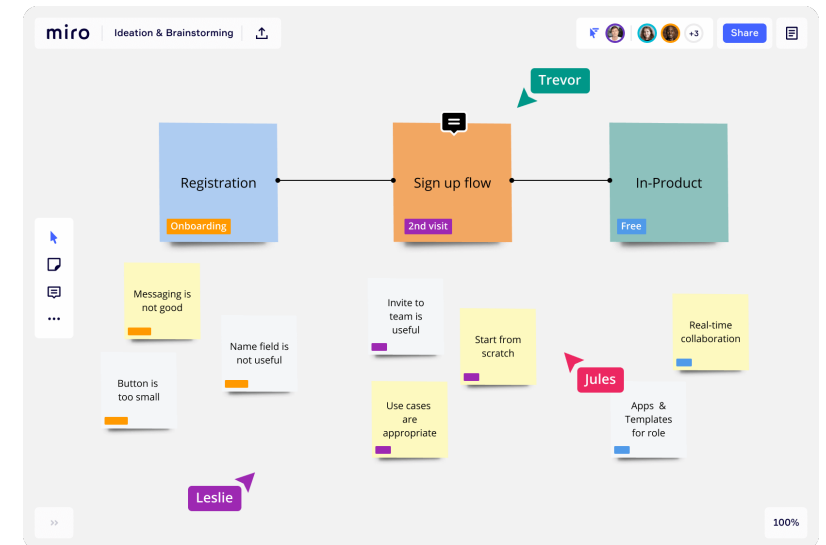 miro
Ideation & Brainstorming
+3
Share
Trevor
Registration
Onboarding
Sign up flow
2nd visit
In-Product
Free
Messaging is
not good
Name field is
not useful
Button is
too small
Invite to
team is
useful
Start from
scratch
Use cases
are
appropriate
Real-time
collaboration
Apps &
Templates
for role
Jules
Leslie
100%